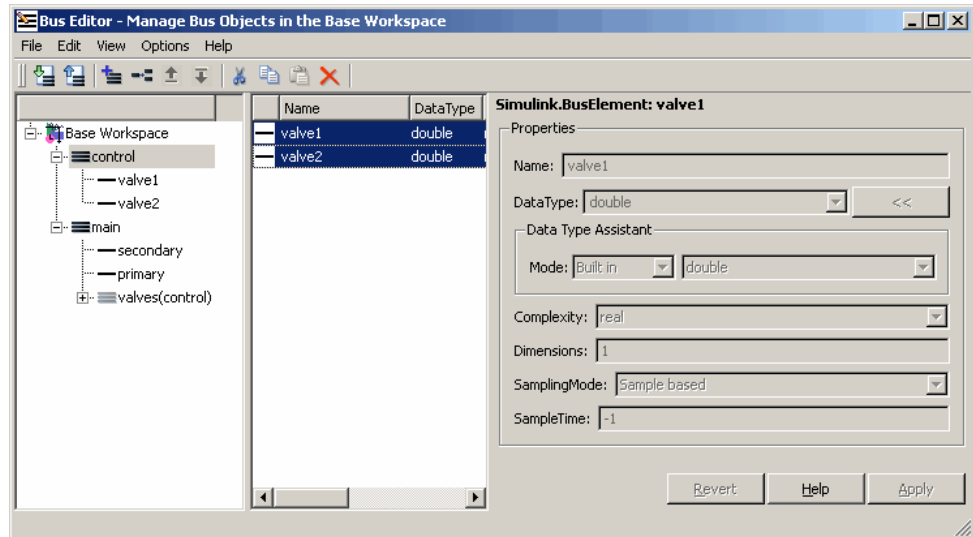 Bus Editor - Manage Bus Objects in the Base Workspace
File Edit View Options Help
Base Workspace
control
valve1
valve2
main
secondary
primary
valves(control)
Name DataType
valve1 double
valve2 double
Simulink.BusElement: valve1
Properties
Name: valve1
DataType: double <<
Data Type Assistant
Mode: Built in double
Complexity: real
Dimensions: 1
SamplingMode: Sample based
SampleTime: -1
Revert Help Apply